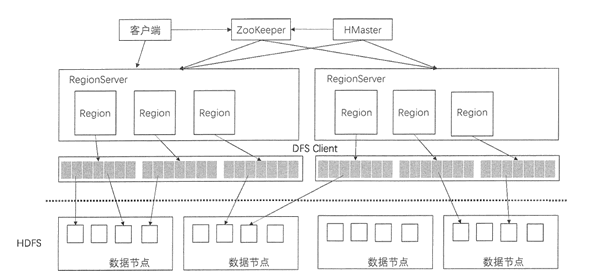 客户端
ZooKeeper
HMaster
RegionServer
RegionServer
Region
Region
Region
Region
Region
Region
DFS Client
HDFS
数据节点
数据节点
数据节点
数据节点